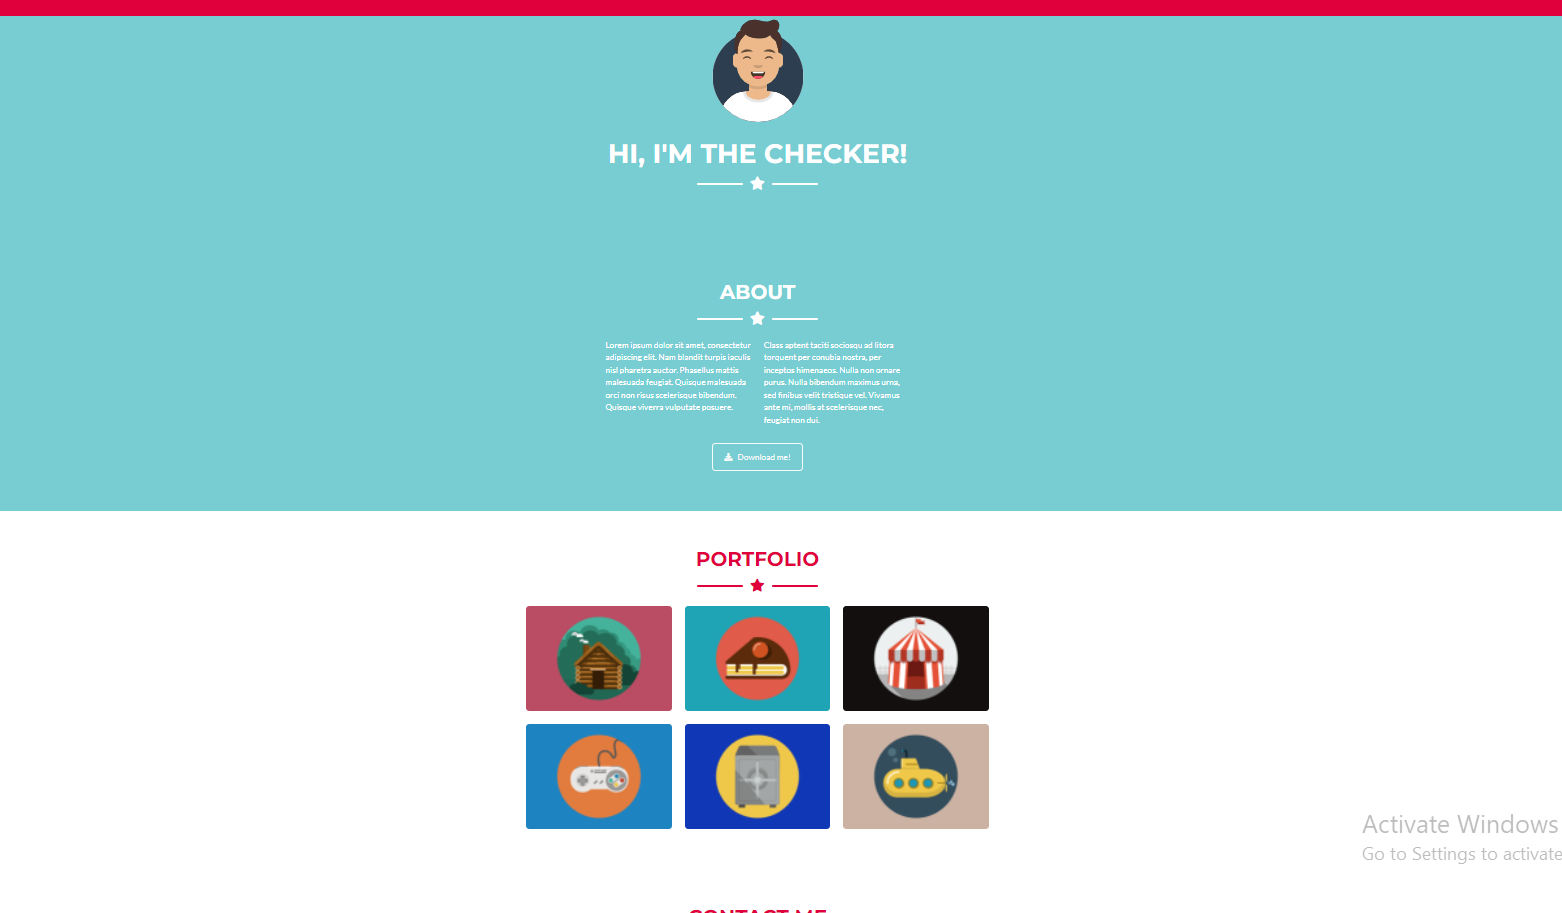 HI, I'M THE CHECKER!
ABOUT
Lorem ipsum dolor sit amet, consectetur
adipiscing elit. Nam blandit turpis iaculis
nisl pharetra auctor. Phasellus mattis
malesuada feugiat. Quisque malesuada
orci non risus scelerisque bibendum.
Quisque viverra vulputate posuere.
Class aptent taciti sociosqu ad litora
torquent per conubia nostra, per
inceptos himenaeos. Nulla non ornare
purus. Nulla bibendum maximus urna,
sed finibus velit tristique vel. Vivamus
ante mi, mollis at scelerisque nec,
feugiat non dui.
Download me!
PORTFOLIO
Activate Windows
Go to Settings to activate
CONTACT ME